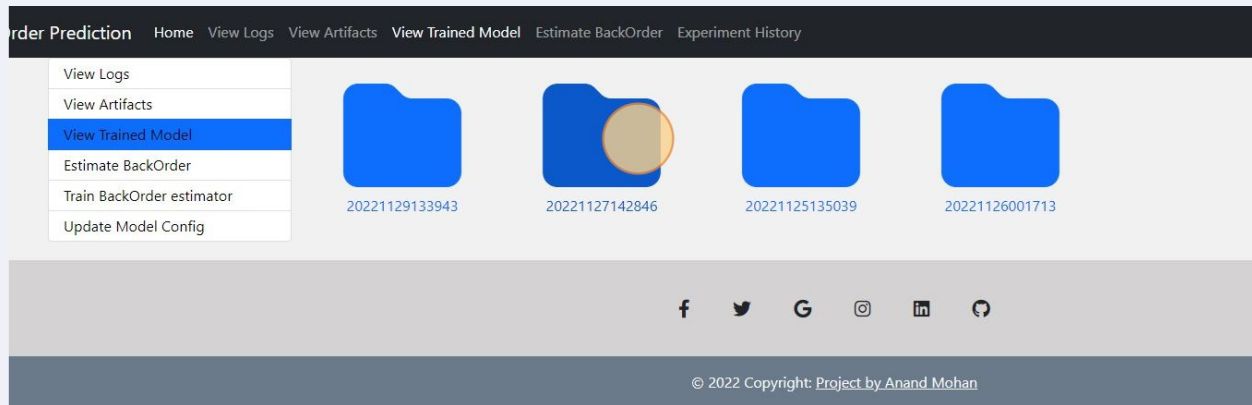 rder Prediction Home View Logs View Artifacts View Trained Model Estimate BackOrder Experiment History
View Logs
View Artifacts
View Trained Model
Estimate BackOrder
Train BackOrder estimator
Update Model Config
20221129133943 20221127142846 20221125135039 20221126001713
© 2022 Copyright: Project by Anand Mohan